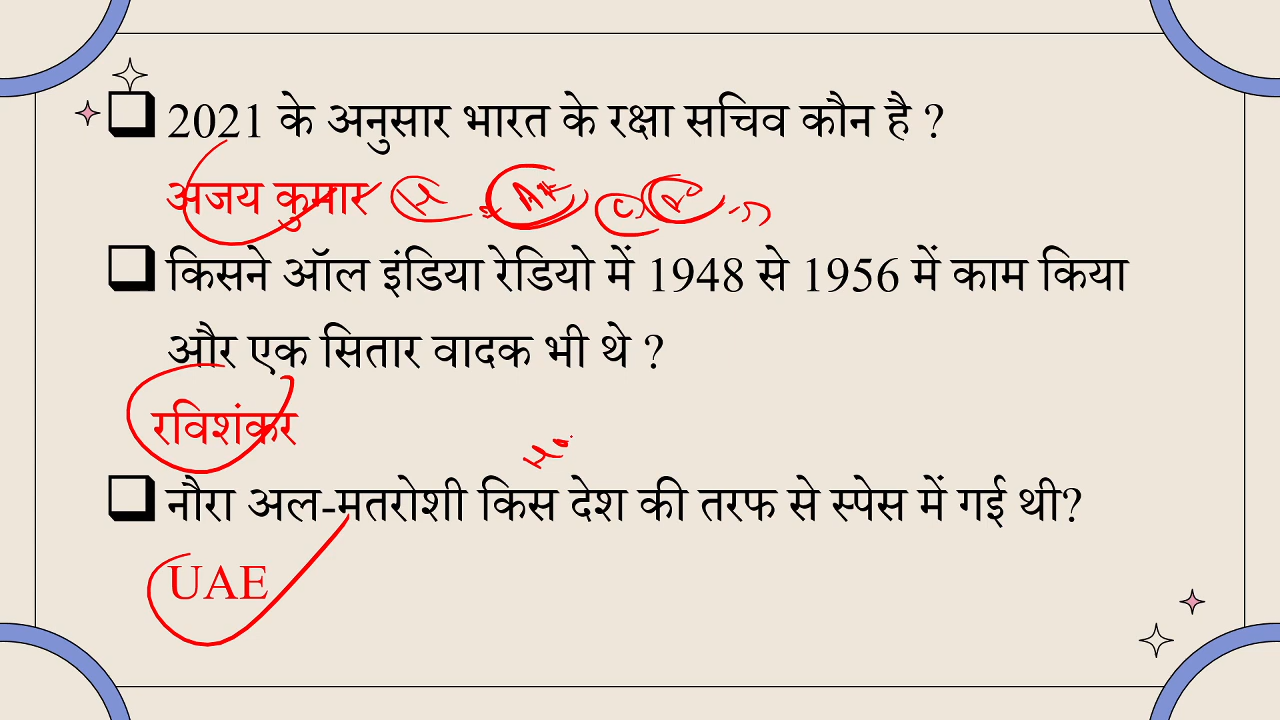 2021 के अनुसार भारत के रक्षा सचिव कौन है ?
अजय कुमार
किसने ऑल इंडिया रेडियो में 1948 से 1956 में काम किया
और एक सितार वादक भी थे ?
रविशंकर
नौरा अल-मतरोशी किस देश की तरफ से स्पेस में गई थी?
UAE